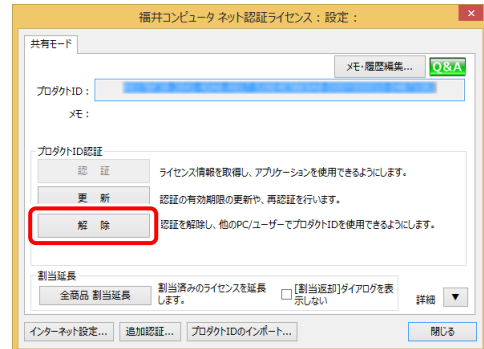 福井コンピュータ ネット認証ライセンス：設定：
×
共有モード
メモ・履歴編集...
Q&A
プロダクトID：
メモ：
プロダクトID認証
認 証
ライセンス情報を取得し、アプリケーションを使用できるようにします。
更 新
認証の有効期限の更新や、再認証を行います。
解 除
認証を解除し、他のPC/ユーザーでプロダクトIDを使用できるようにします。
割当延長
全商品 割当延長
割当済みのライセンスを延長
します。
[割当返却]ダイアログを表
示しない
詳細 ▼
インターネット設定...
追加認証...
プロダクトIDのインポート...
閉じる